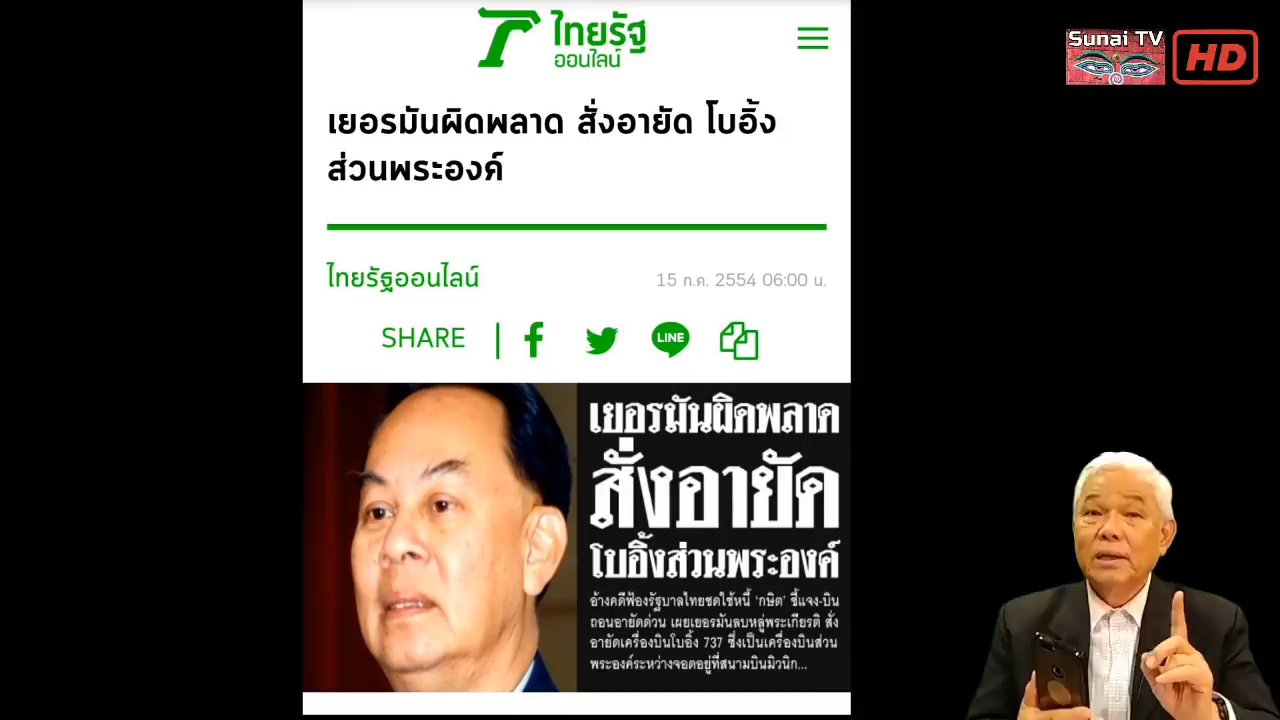 ไทยรัฐ
ออนไลน์
Sunai TV
HD
เยอรมันผิดพลาด สั่งอายัด โบอิ้ง
ส่วนพระองค์
ไทยรัฐออนไลน์
15 ก.ค. 2554 06:00 น.
SHARE
LINE
เยอรมันผิดพลาด
สั่งอายัด
โบอิ้งส่วนพระองค์
อ้างคดีฟ้องรัฐบาลไทยชดใช้หนี้ 'กษิต' ชี้แจง-บิน
ถอนอายัดด่วน เผยเยอรมันลบหลู่พระเกียรติ สั่ง
อายัดเครื่องบินโบอิ้ง 737 ซึ่งเป็นเครื่องบินส่วน
พระองค์ระหว่างจอดอยู่ที่สนามบินมิวนิก...